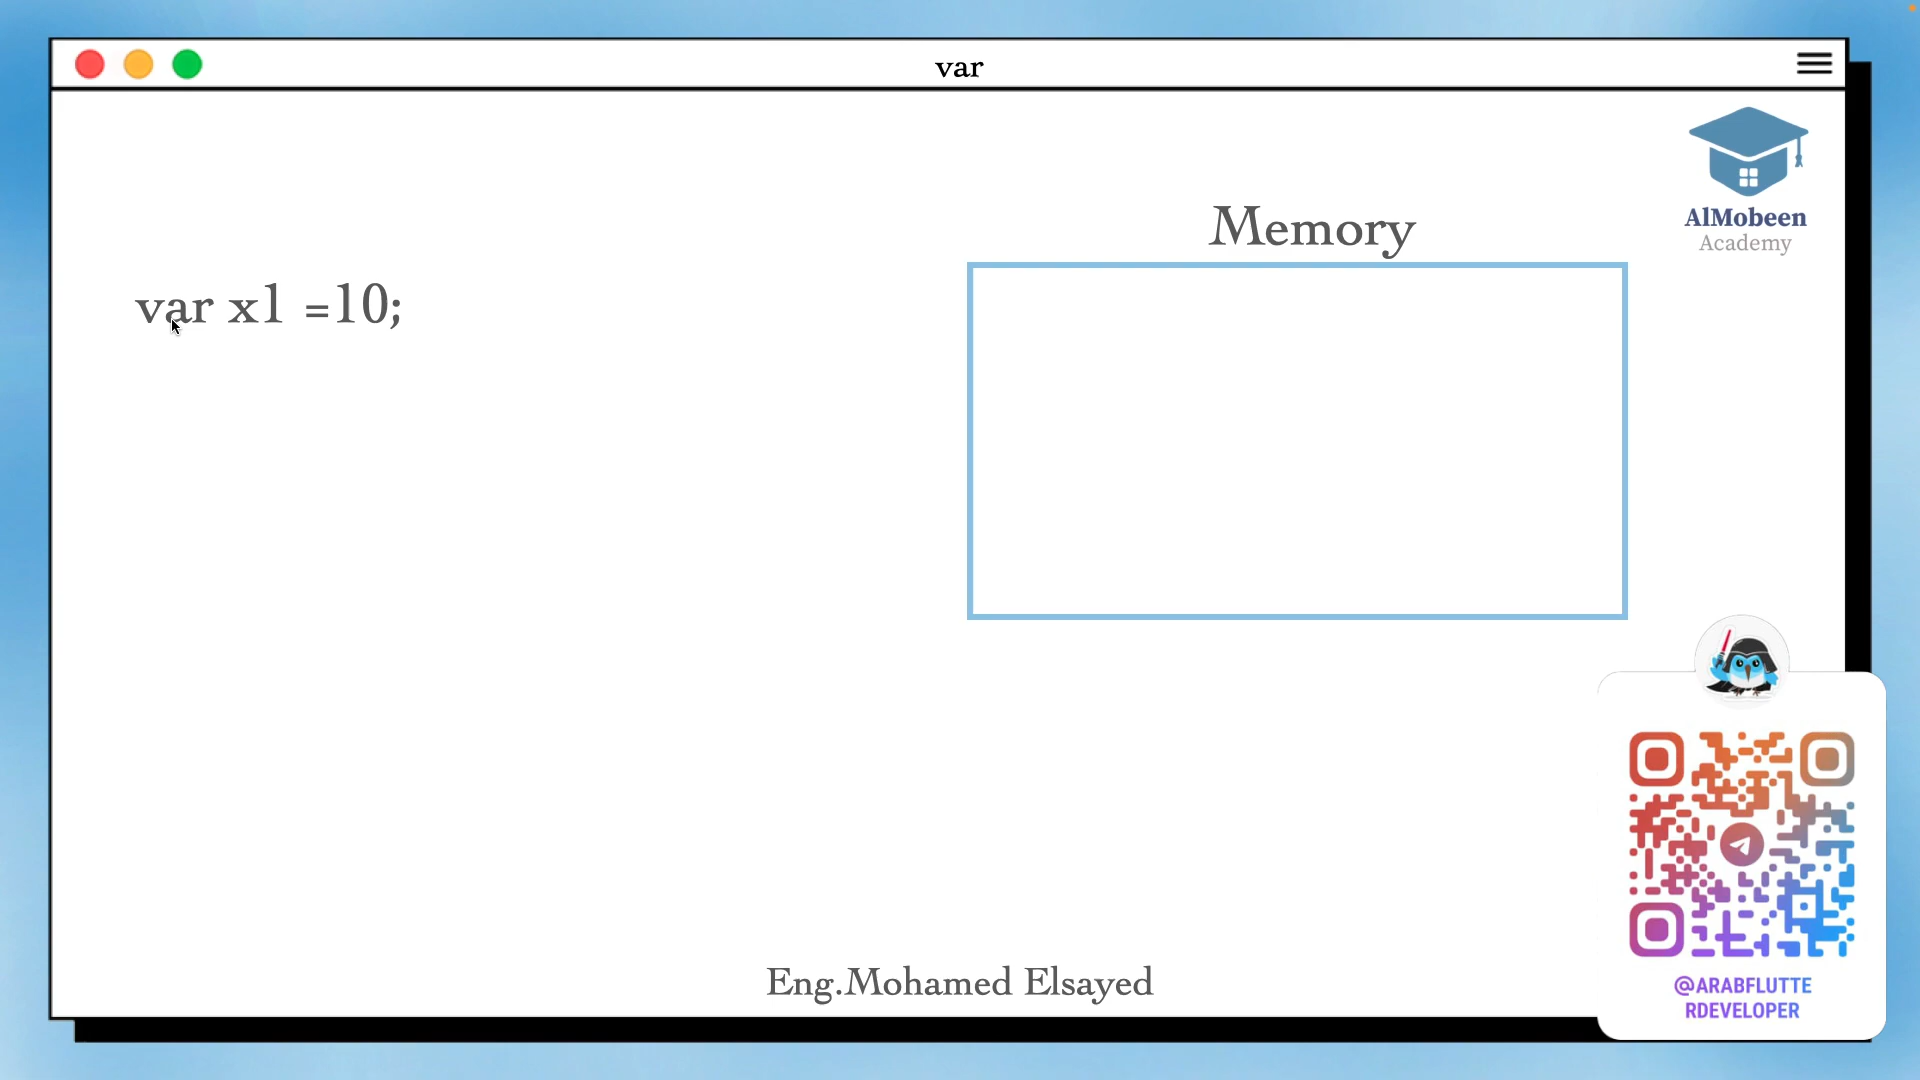 var
AlMobeen
Academy
Memory
var x1 =10;
Eng.Mohamed Elsayed
@ARABFLUTTE
RDEVELOPER